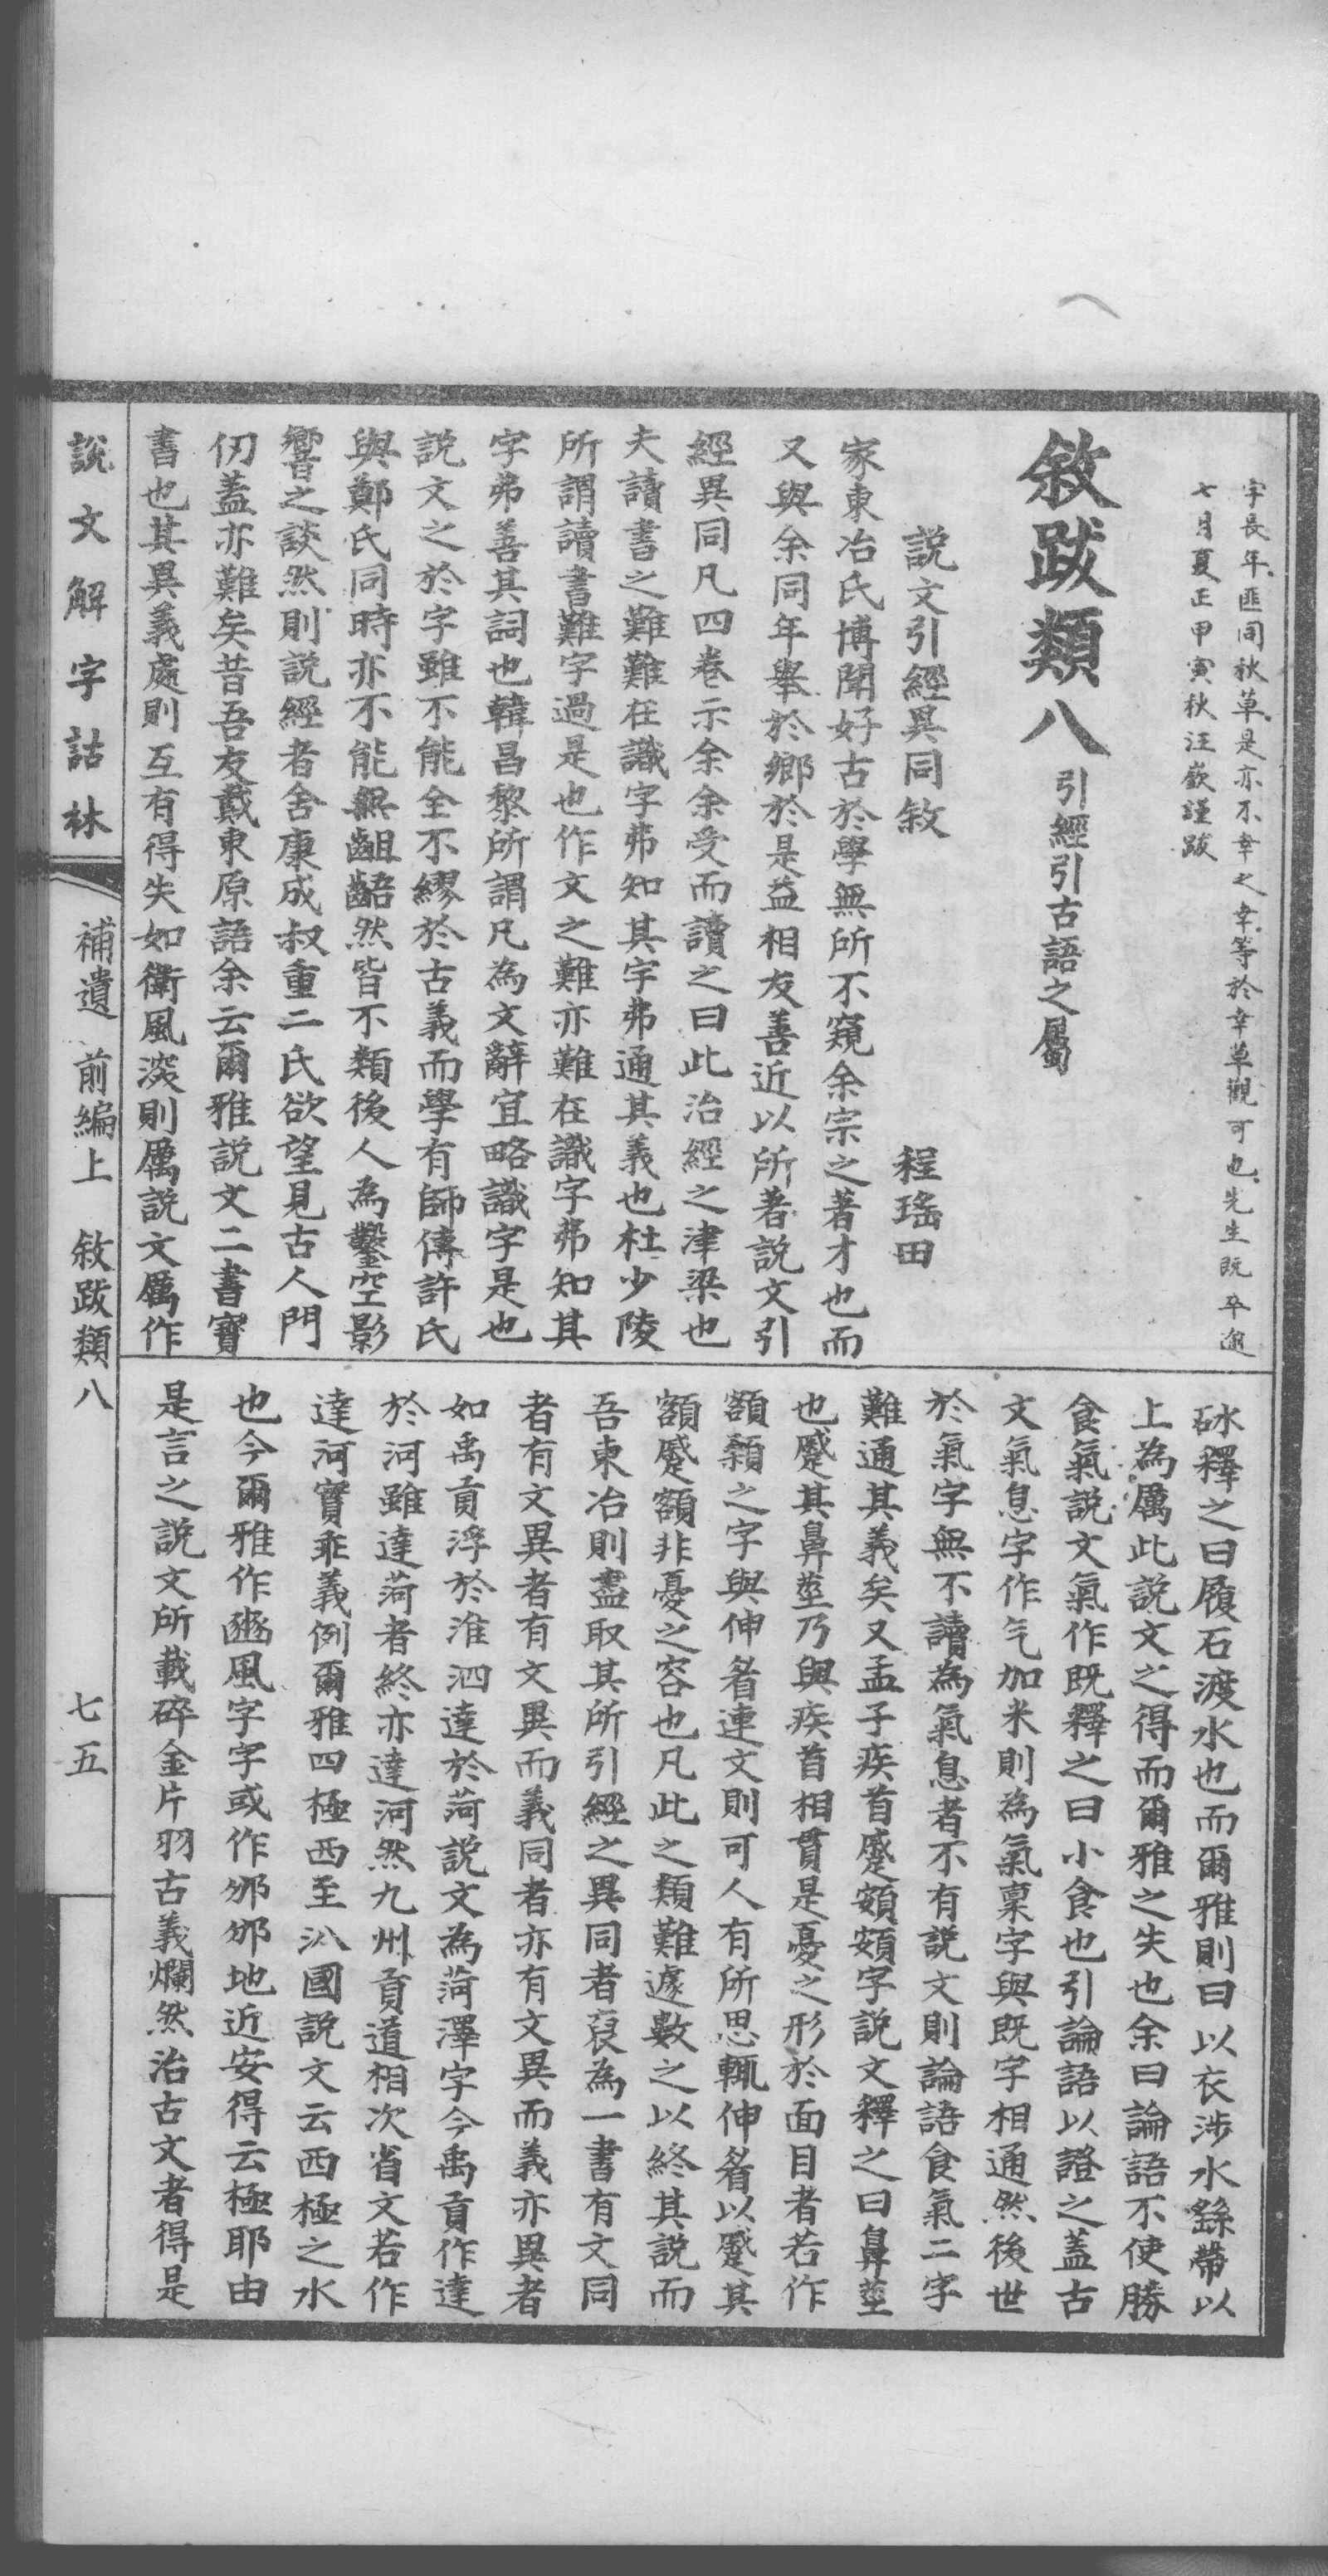 字長年匪同秋草是亦不幸之幸等於幸草觀可也先生既卒逾
七月夏正甲寅秋汪嶔謹跋
敘跋類八 引經引古語之屬
說文引經異同敘 程瑤田
家東冶氏博聞好古於學無所不窺余宗之著才也而
又與余同年舉於鄉於是益相友善近以所著說文引
經異同凡四卷示余余受而讀之曰此治經之津梁也
夫讀書之難難在識字弗知其字弗通其義也杜少陵
所謂讀書難字過是也作文之難亦難在識字弗知其
字弗善其詞也韓昌黎所謂凡為文辭宜略識字是也
說文之於字雖不能全不繆於古義而學有師傳許氏
與鄭氏同時亦不能無齟齬然皆不類後人為鑿空影
響之談然則說經者舍康成叔重二氏欲望見古人門
仞蓋亦難矣昔吾友戴東原語余云爾雅說文二書實
書也其異義處則互有得失如衛風深則厲說文厲作
砅釋之曰履石渡水也而爾雅則曰以衣涉水繇帶以
上為厲此說文之得而爾雅之失也余曰論語不使勝
食氣說文氣作既釋之曰小食也引論語以證之蓋古
文氣息字作气加米則為氣稟字與既字相通然後世
於氣字無不讀為氣息者不有說文則論語食氣二字
難通其義矣又孟子疾首蹙頞頞字說文釋之曰鼻莖
也蹙其鼻莖乃與疾首相貫是憂之形於面目者若作
額顙之字與伸眉連文則可人有所思輒伸眉以蹙其
額蹙額非憂之容也凡此之類難遽數之以終其說而
吾東冶則盡取其所引經之異同者裒為一書有文同
者有文異者有文異而義同者亦有文異而義亦異者
如禹貢浮於淮泗達於菏說文為菏澤字今禹貢作達
於河雖達菏者終亦達河然九州貢道相次省文若作
達河實乖義例爾雅四極西至汃國說文云西極之水
也今爾雅作豳風字字或作邠邠地近安得云極耶由
是言之說文所載碎金片羽古義爛然治古文者得是
說文解字詁林 補遺 前編上 敘跋類八 七五